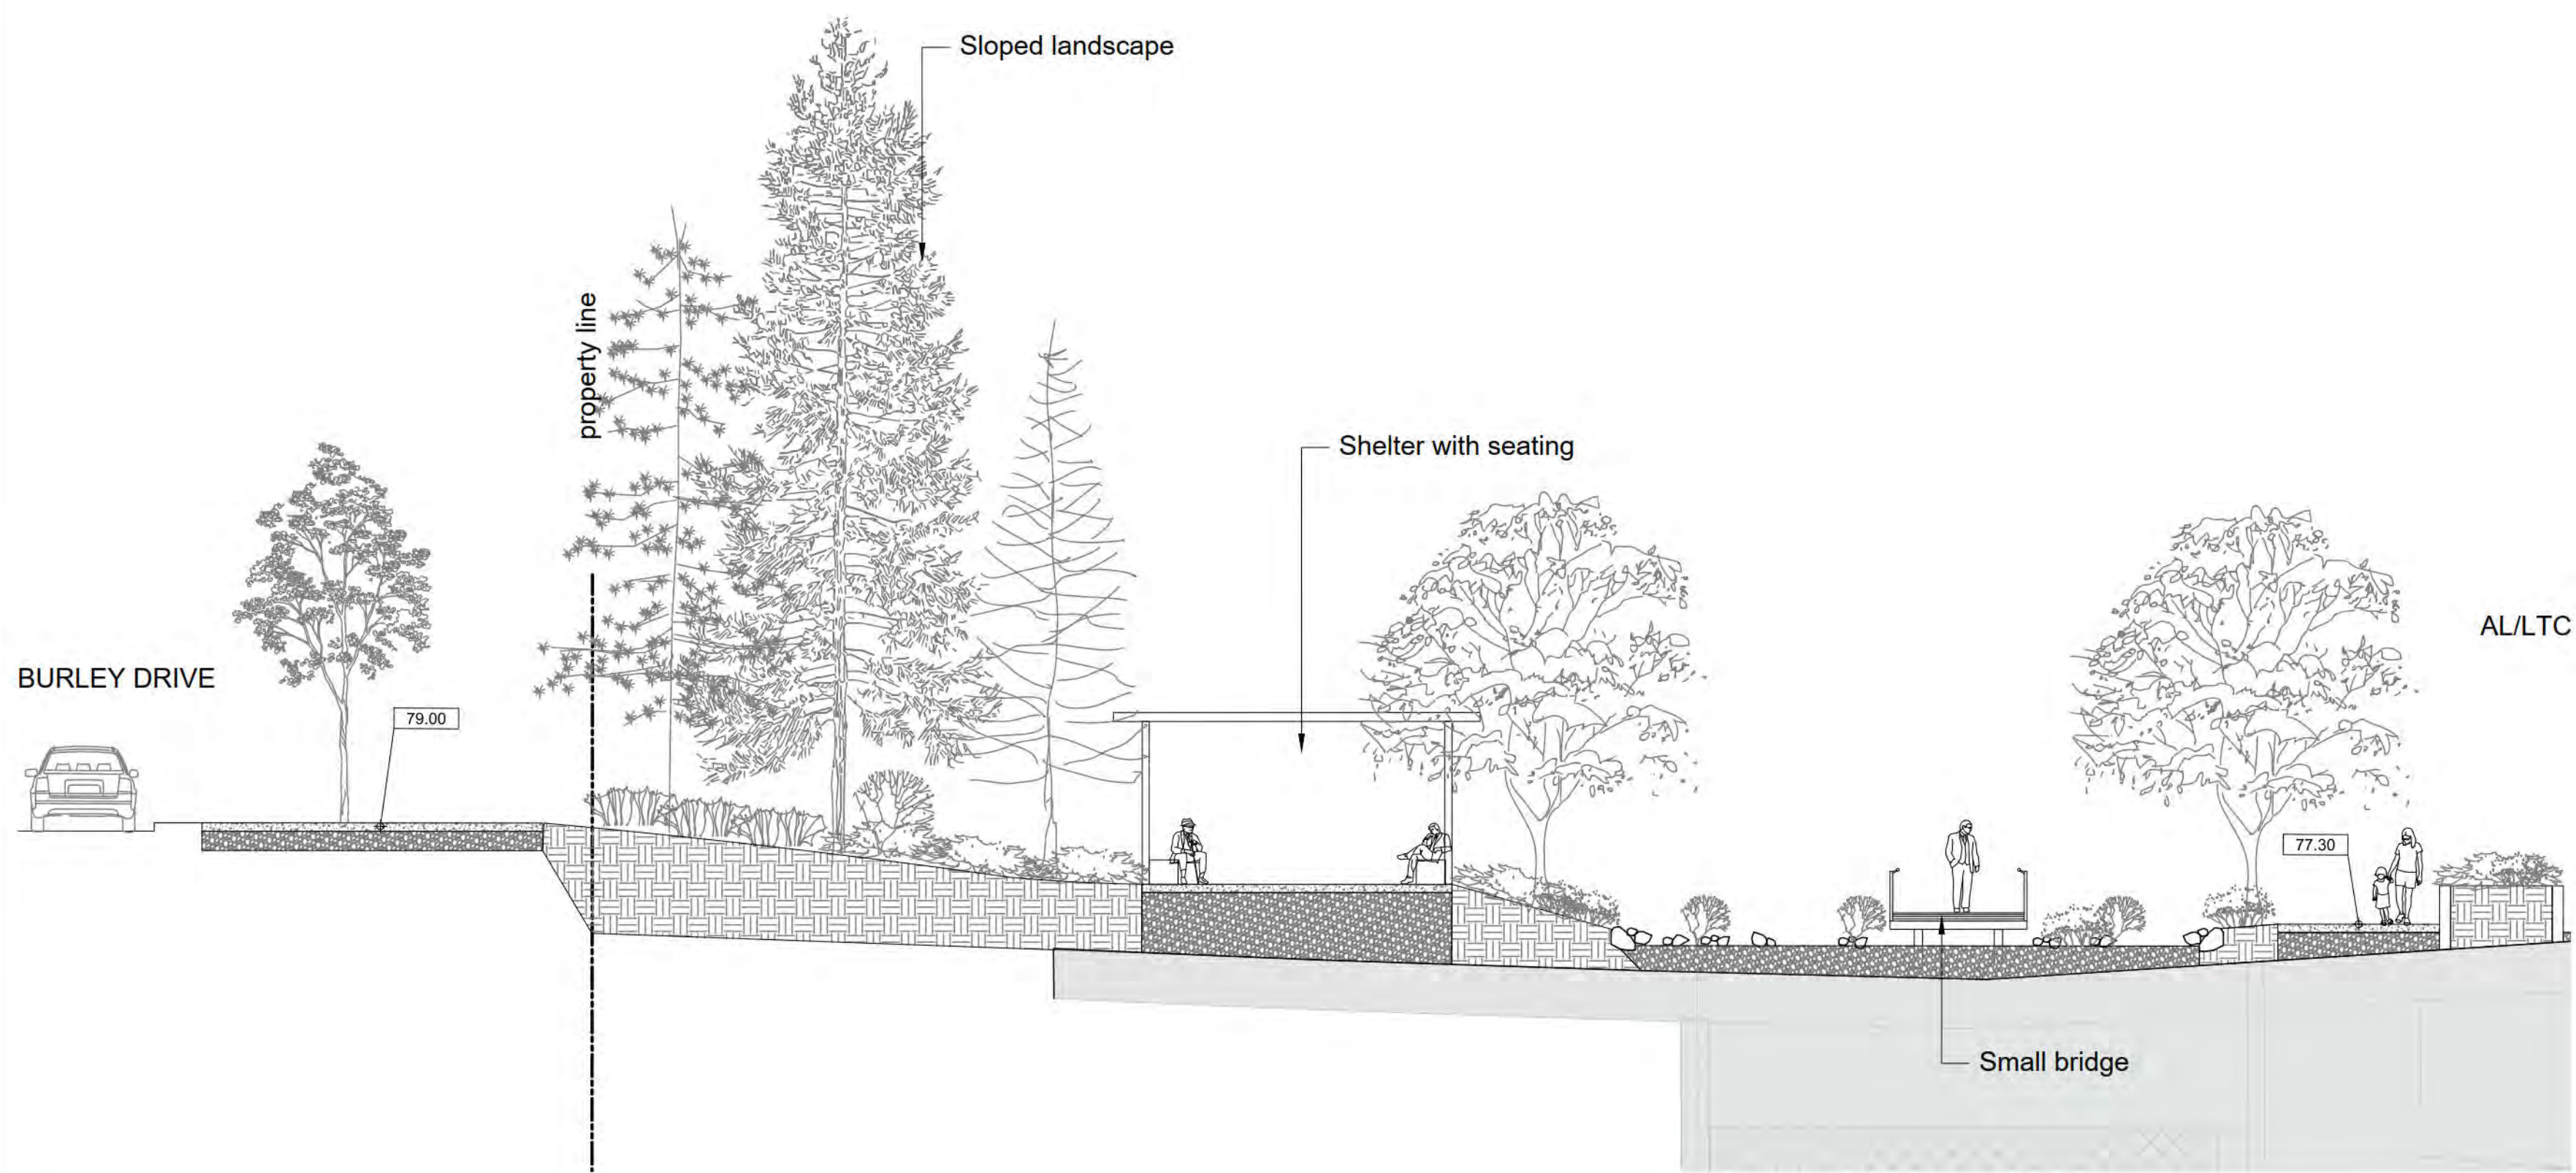 Sloped landscape
property line
Shelter with seating
AL/LTC
BURLEY DRIVE
79.00
77.30
Small bridge